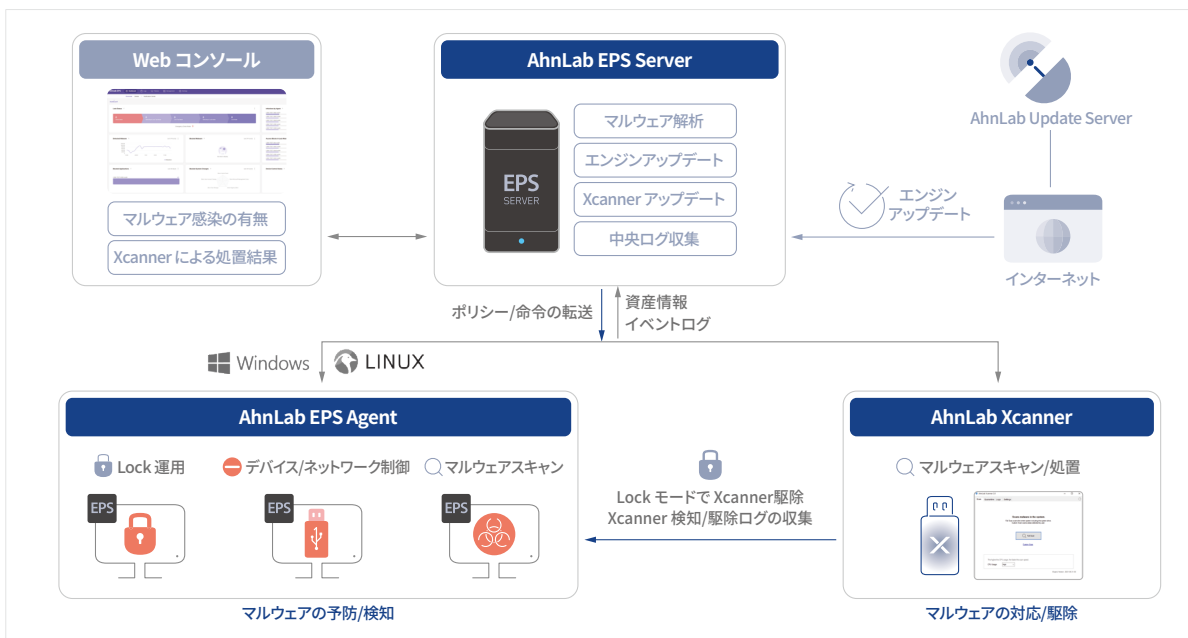 Web コンソール
マルウェア感染の有無
Xcanner による処置結果
AhnLab EPS Server
EPS
SERVER
マルウェア解析
エンジンアップデート
Xcanner アップデート
中央ログ収集
AhnLab Update Server
エンジン
アップデート
インターネット
ポリシー/命令の転送
資産情報
イベントログ
Windows
LINUX
AhnLab EPS Agent
Lock 運用
デバイス/ネットワーク制御
マルウェアスキャン
EPS
EPS
EPS
マルウェアの予防/検知
Lock モードで Xcanner駆除
Xcanner 検知/駆除ログの収集
AhnLab Xcanner
マルウェアスキャン/処置
X
マルウェアの対応/駆除